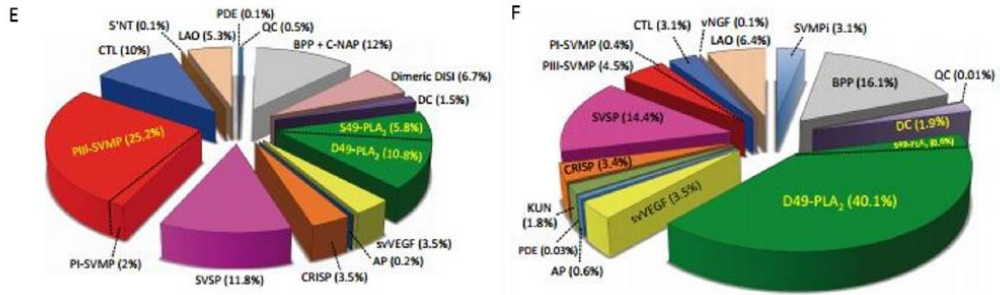 E
PDE (0.1%)
5'NT (0.1%)
QC (0.5%)
LAO (5.3%)
BPP + C-NAP (12%)
CTL (10%)
Dimeric DISI (6.7%)
DC (1.5%)
S49-PLA₂ (5.8%)
D49-PLA₂ (10.8%)
PIII-SVMP (25.2%)
svVEGF (3.5%)
AP (0.2%)
CRISP (3.5%)
SVSP (11.8%)
PI-SVMP (2%)
F
vNGF (0.1%)
CTL (3.1%)
LAO (6.4%)
SVMPi (3.1%)
PI-SVMP (0.4%)
PIII-SVMP (4.5%)
BPP (16.1%)
QC (0.01%)
DC (1.9%)
SVSP (14.4%)
CRISP (3.4%)
D49-PLA₂ (40.1%)
svVEGF (3.5%)
KUN
(1.8%)
PDE (0.03%)
AP (0.6%)